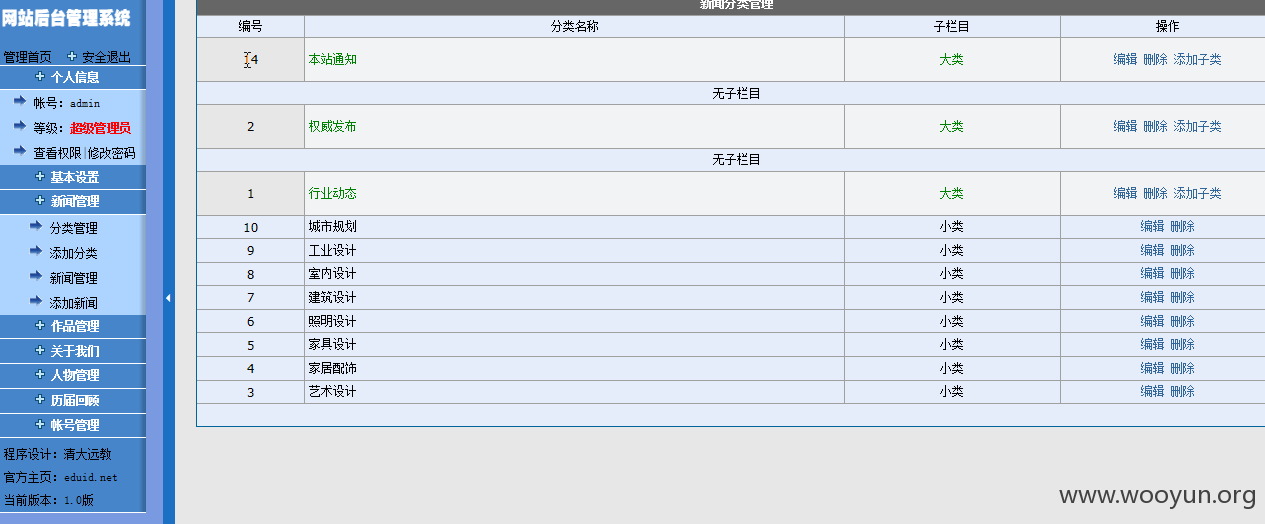 网站后台管理系统
管理首页 安全退出
个人信息
帐号：admin
等级：超级管理员
查看权限|修改密码
基本设置
新闻管理
分类管理
添加分类
新闻管理
添加新闻
作品管理
关于我们
人物管理
历届回顾
帐号管理
程序设计：清大远教
官方主页：eduid.net
当前版本：1.0版
新闻分类管理
编号 分类名称 子栏目 操作
14 本站通知 大类 编辑 删除 添加子类
无子栏目
2 权威发布 大类 编辑 删除 添加子类
无子栏目
1 行业动态 大类 编辑 删除 添加子类
10 城市规划 小类 编辑 删除
9 工业设计 小类 编辑 删除
8 室内设计 小类 编辑 删除
7 建筑设计 小类 编辑 删除
6 照明设计 小类 编辑 删除
5 家具设计 小类 编辑 删除
4 家居配饰 小类 编辑 删除
3 艺术设计 小类 编辑 删除
www.wooyun.org